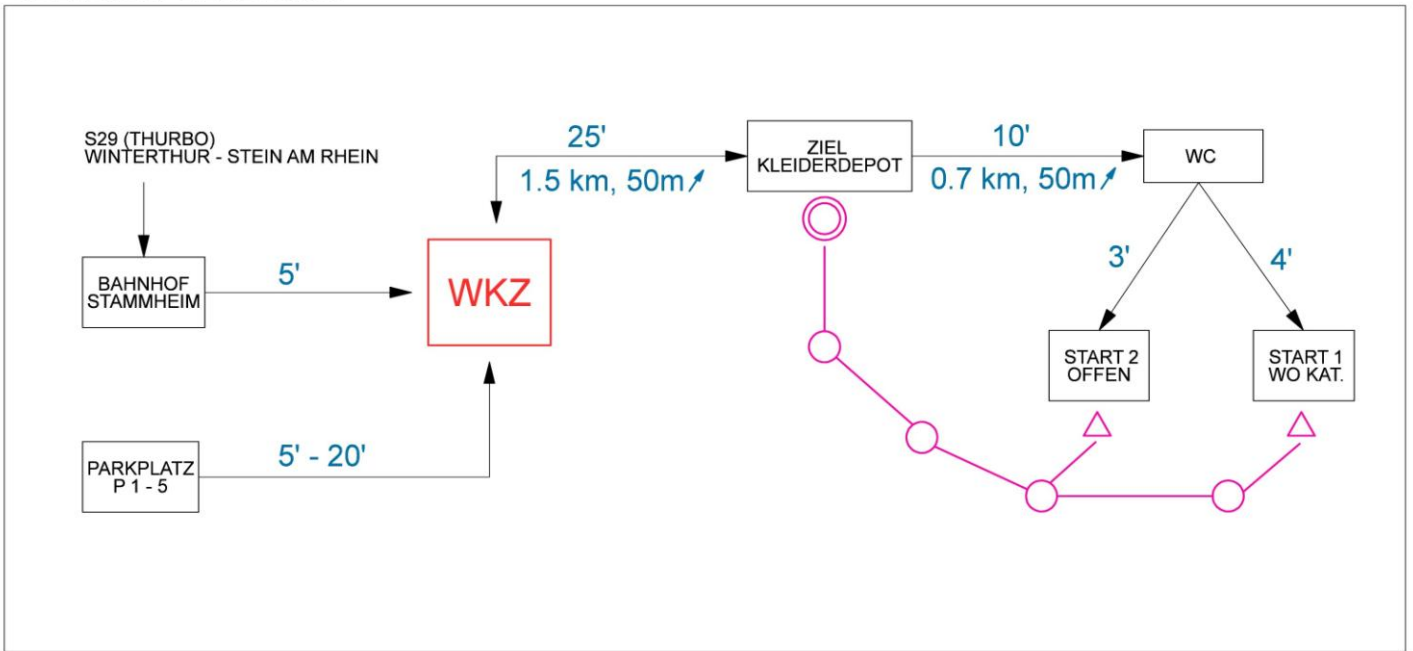 S29 (THURBO)
WINTERTHUR - STEIN AM RHEIN
BAHNHOF
STAMMHEIM
5'
WKZ
PARKPLATZ
P 1 - 5
5' - 20'
25'
1.5 km, 50m↗
ZIEL
KLEIDERDEPOT
10'
0.7 km, 50m↗
WC
3'
4'
START 2
OFFEN
START 1
WO KAT.